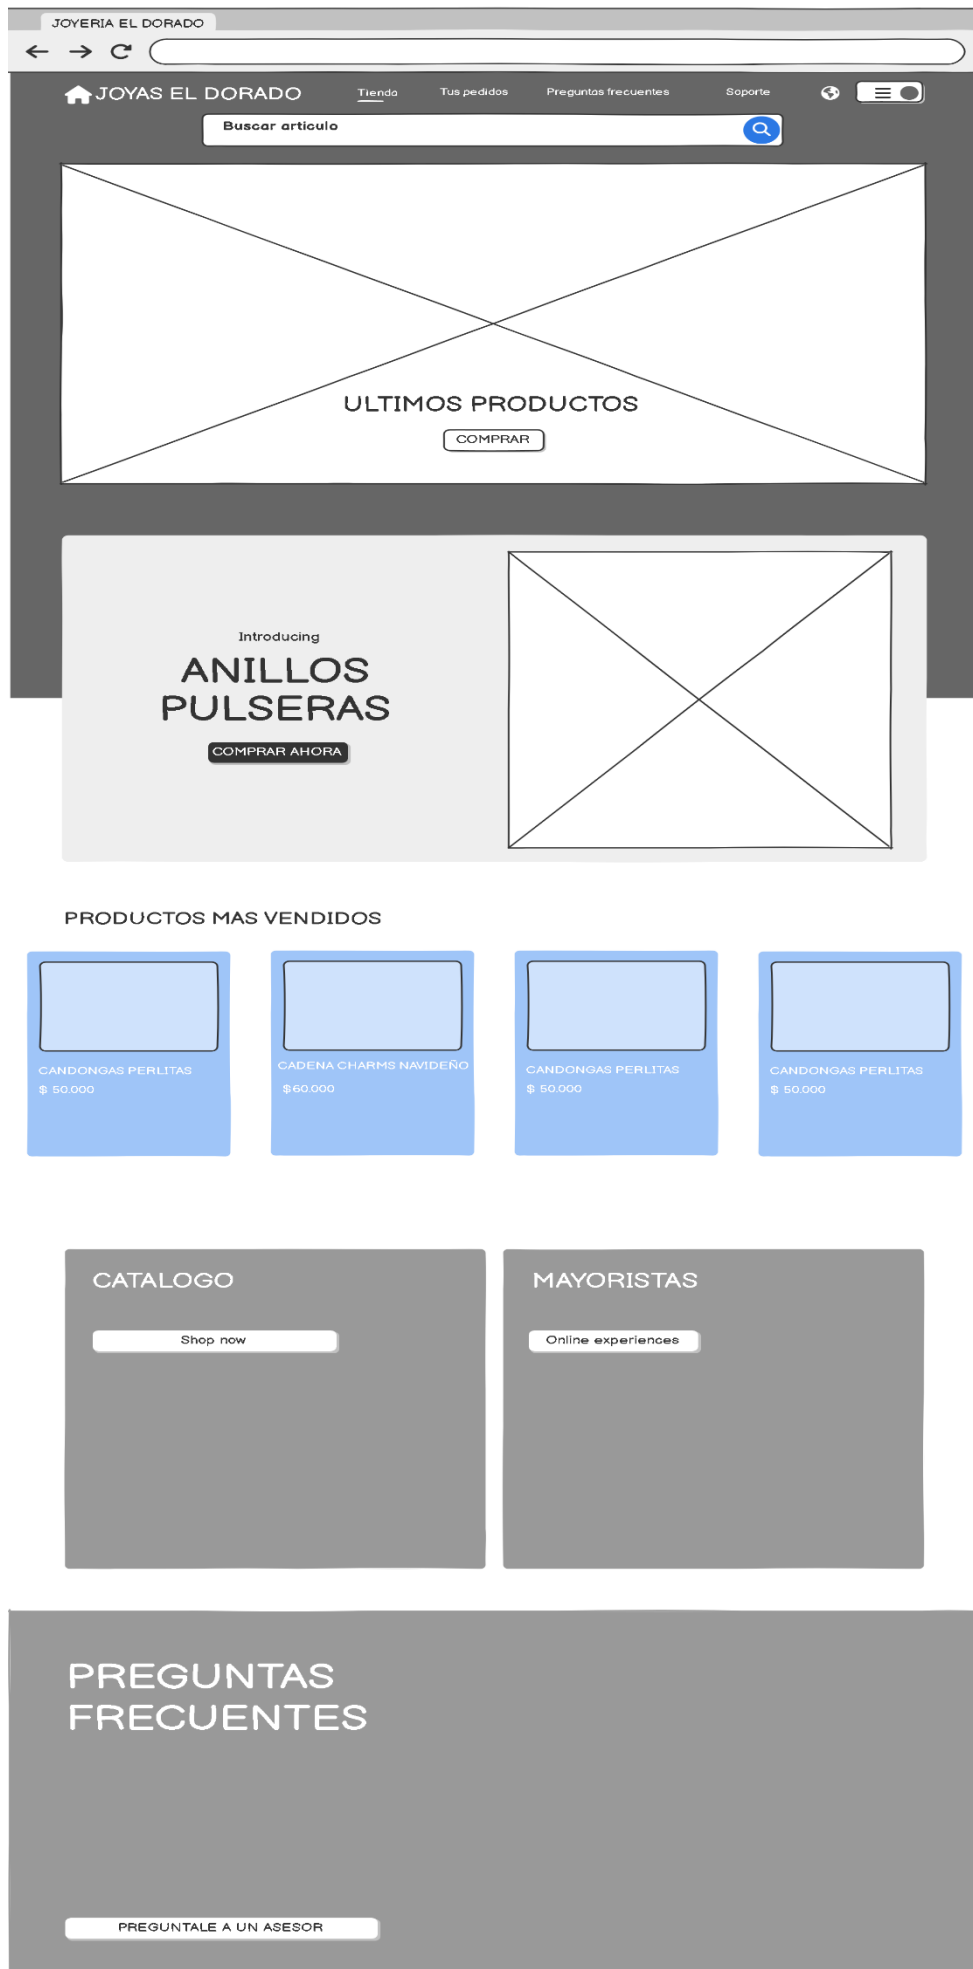 JOYERIA EL DORADO
JOYAS EL DORADO
Tienda
Tus pedidos
Preguntas frecuentes
Soporte
Buscar articulo
ULTIMOS PRODUCTOS
COMPRAR
Introducing
ANILLOS
PULSERAS
COMPRAR AHORA
PRODUCTOS MAS VENDIDOS
CANDONGAS PERLITAS
$ 50.000
CADENA CHARMS NAVIDEÑO
$60.000
CANDONGAS PERLITAS
$ 50.000
CANDONGAS PERLITAS
$ 50.000
CATALOGO
Shop now
MAYORISTAS
Online experiences
PREGUNTAS
FRECUENTES
PREGUNTALE A UN ASESOR